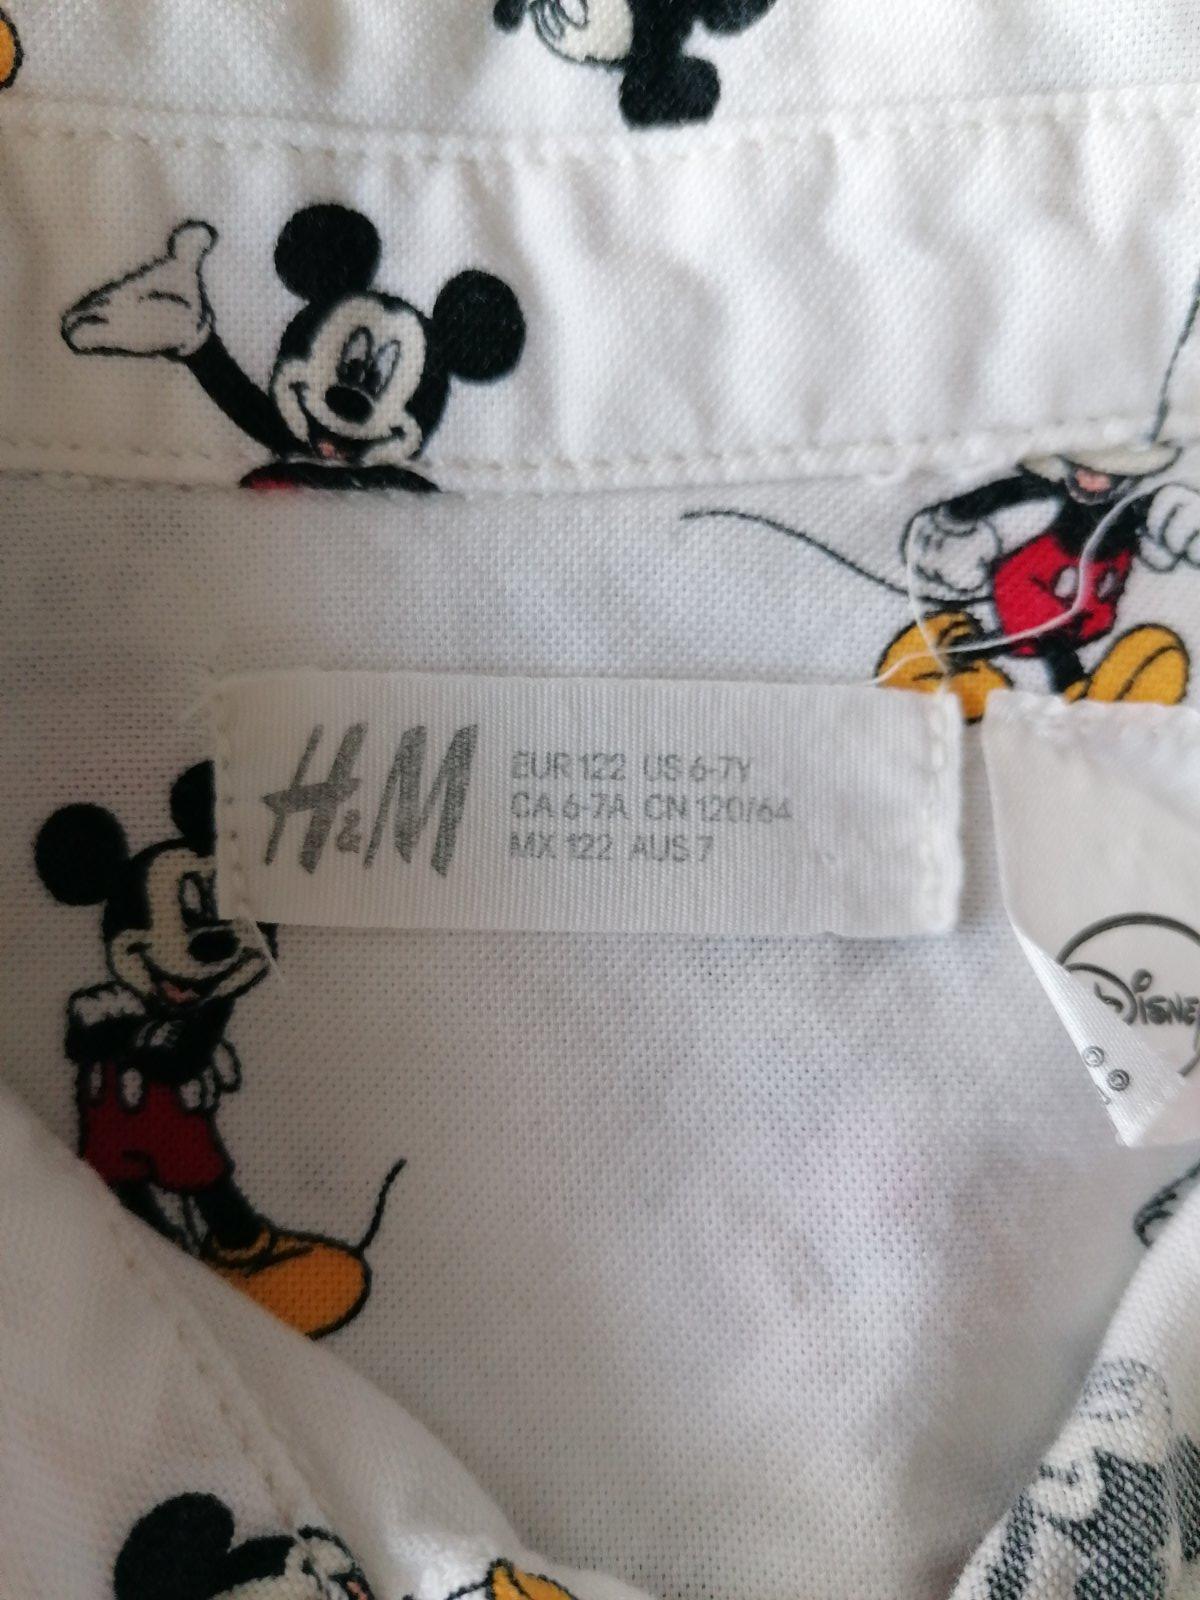 H&M
EUR 122 US 6-7Y
CA 6-7A CN 120/64
MX 122 AUS 7
DISNEY